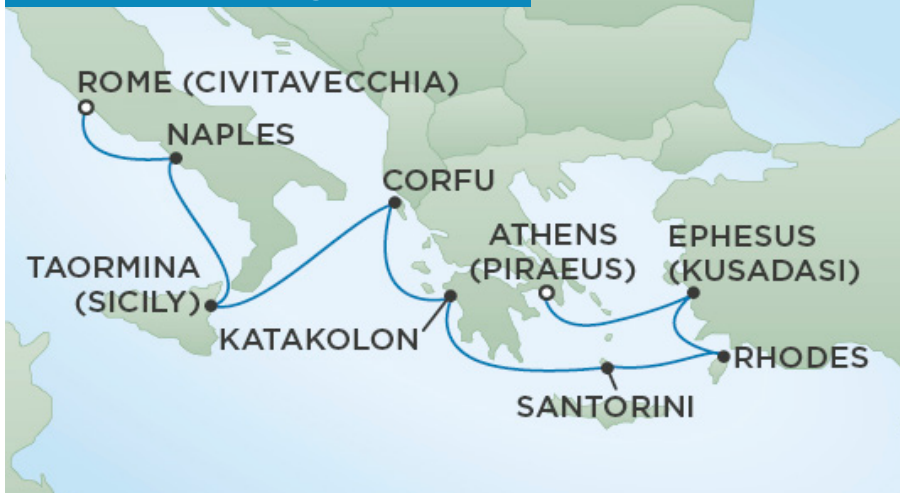 ROME (CIVITAVECCHIA)
NAPLES
CORFU
ATHENS
(PIRAEUS)
EPHESUS
(KUSADASI)
TAORMINA
(SICILY)
KATAKOLON
RHODES
SANTORINI